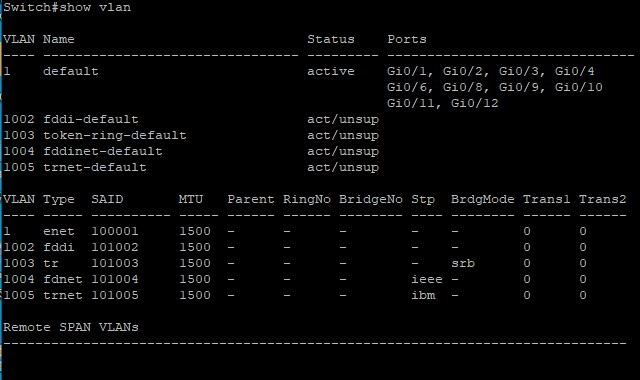 Switch#show vlan
VLAN Name                             Status    Ports
---- -------------------------------- --------- -------------------------------
1    default                          active    Gi0/1, Gi0/2, Gi0/3, Gi0/4
                                                Gi0/6, Gi0/8, Gi0/9, Gi0/10
                                                Gi0/11, Gi0/12
1002 fddi-default                     act/unsup
1003 token-ring-default               act/unsup
1004 fddinet-default                  act/unsup
1005 trnet-default                    act/unsup
VLAN Type  SAID       MTU   Parent RingNo BridgeNo Stp  BrdgMode Trans1 Trans2
---- ----- ---------- ----- ------ ------ -------- ---- -------- ------ ------
1    enet  100001     1500  -      -      -        -    -        0      0
1002 fddi  101002     1500  -      -      -        -    -        0      0
1003 tr    101003     1500  -      -      -        -    srb      0      0
1004 fdnet 101004     1500  -      -      -        ieee -        0      0
1005 trnet 101005     1500  -      -      -        ibm  -        0      0
Remote SPAN VLANs
------------------------------------------------------------------------------